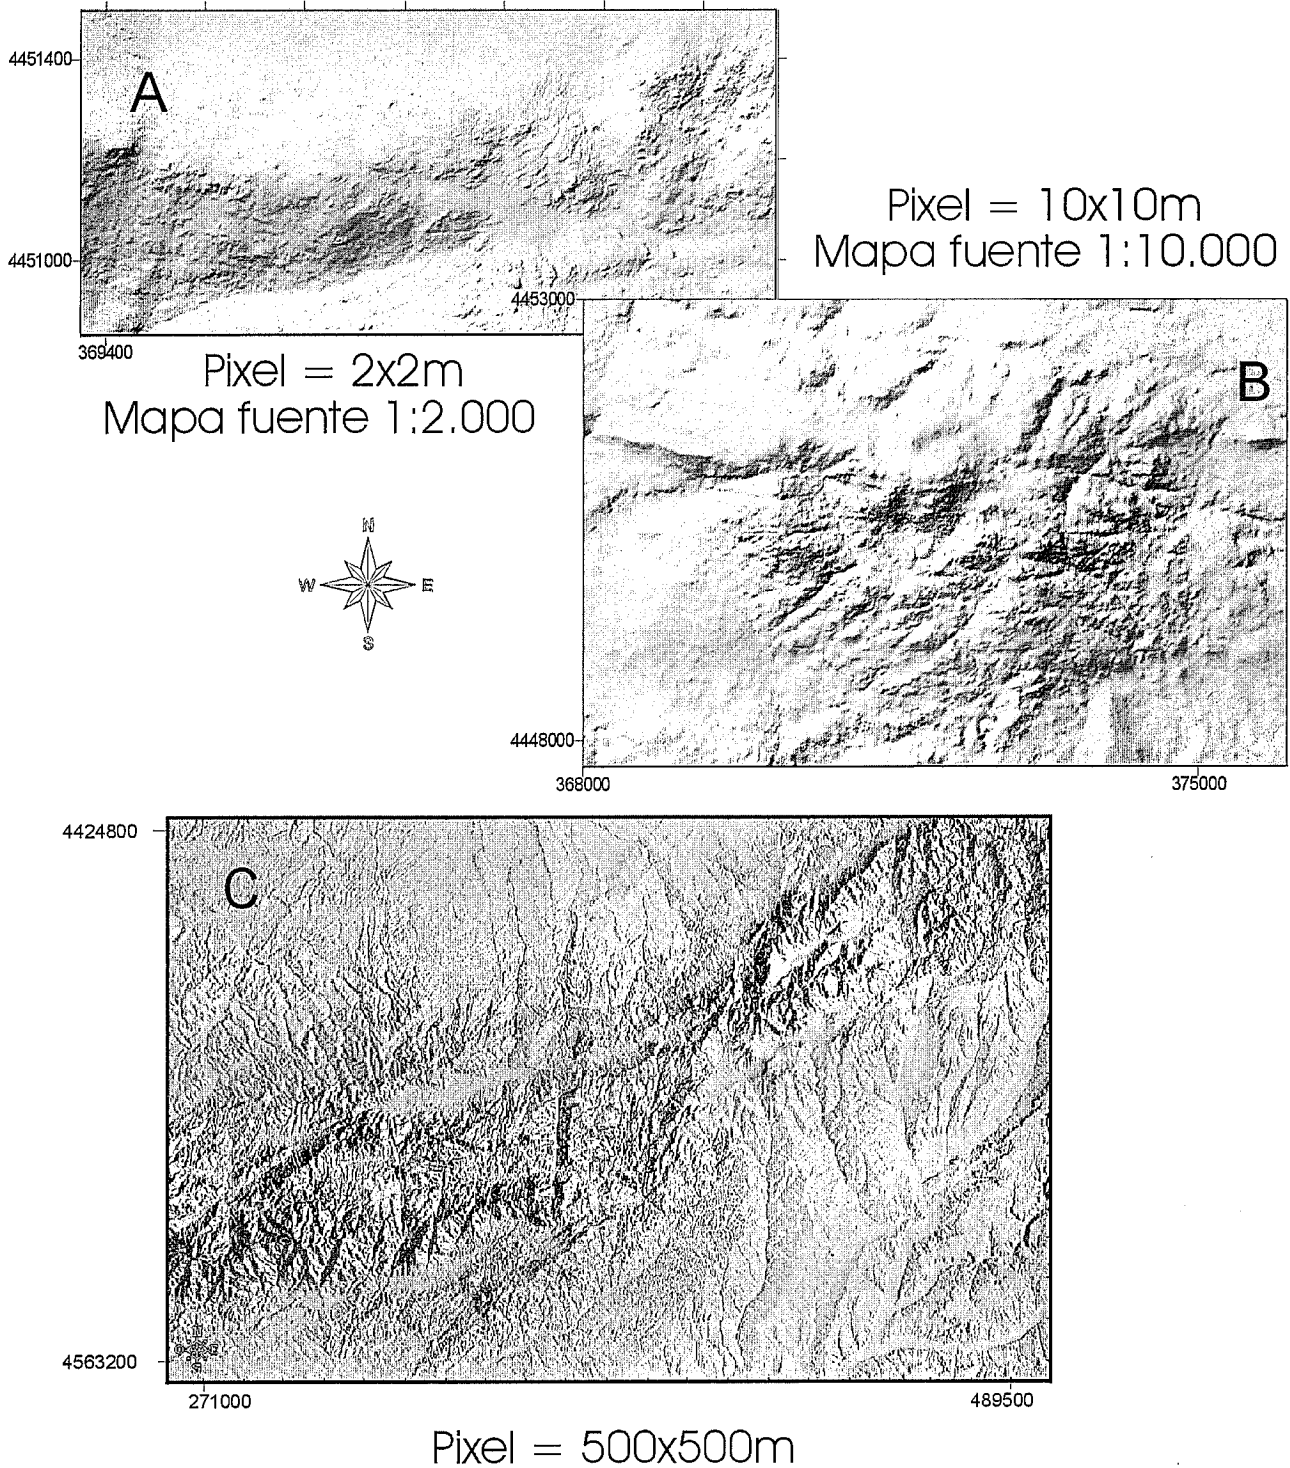 4451400
A
4451000
369400
Pixel = 2x2m
Mapa fuente 1:2.000
Pixel = 10x10m
Mapa fuente 1:10.000
4453000
B
4448000
368000
375000
N
W
E
S
4424800
C
4563200
271000
489500
Pixel = 500x500m